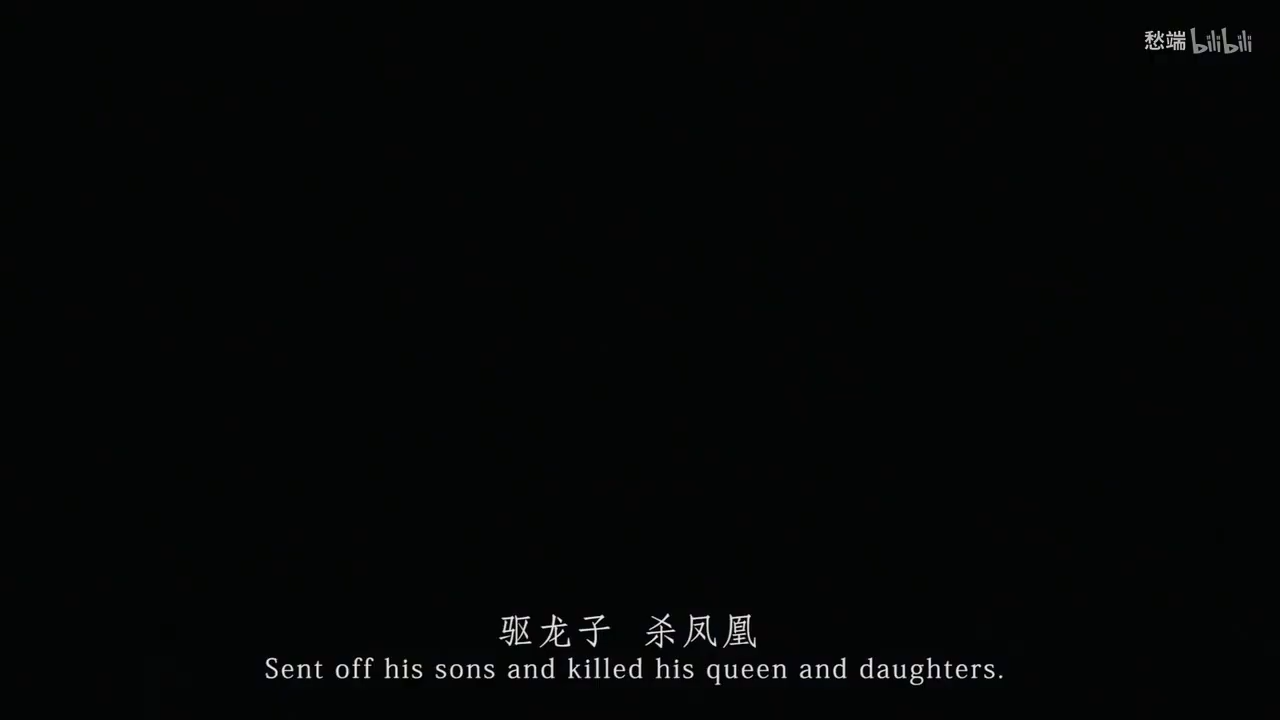 愁端 bilibili
驱龙子 杀凤凰
Sent off his sons and killed his queen and daughters.